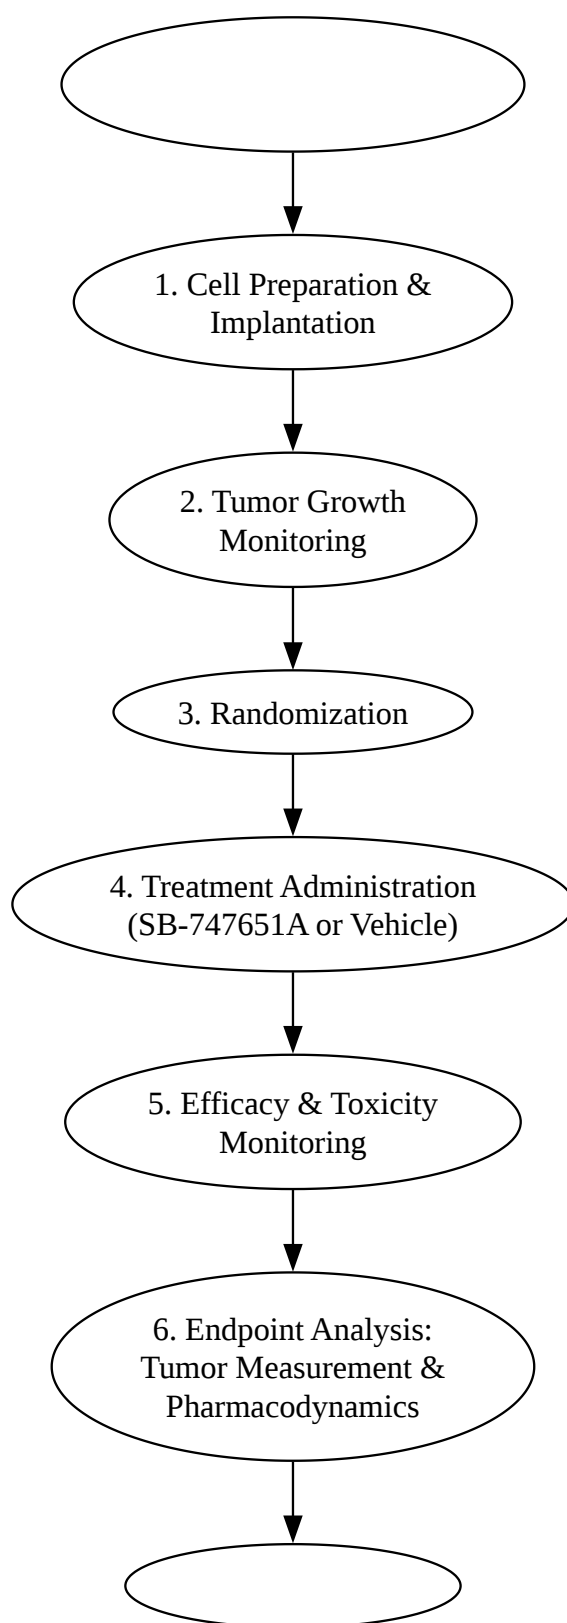 1. Cell Preparation &
Implantation
2. Tumor Growth
Monitoring
3. Randomization
4. Treatment Administration
(SB-747651A or Vehicle)
5. Efficacy & Toxicity
Monitoring
6. Endpoint Analysis:
Tumor Measurement &
Pharmacodynamics